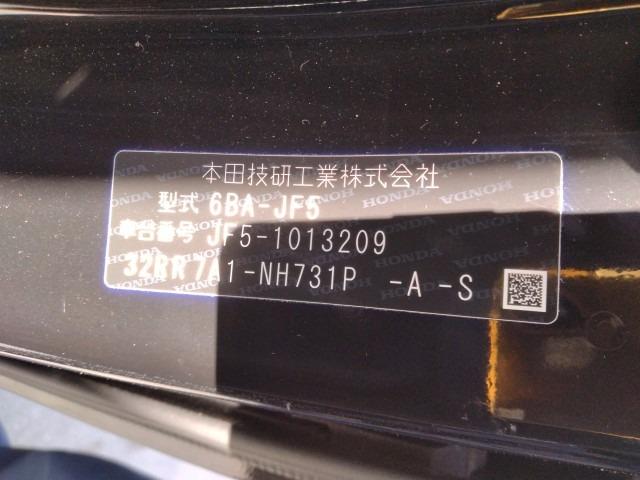 本田技研工業株式会社
型式 6BA-JF5
車台番号 JF5-1013209
32RR7A1-NH731P -A-S